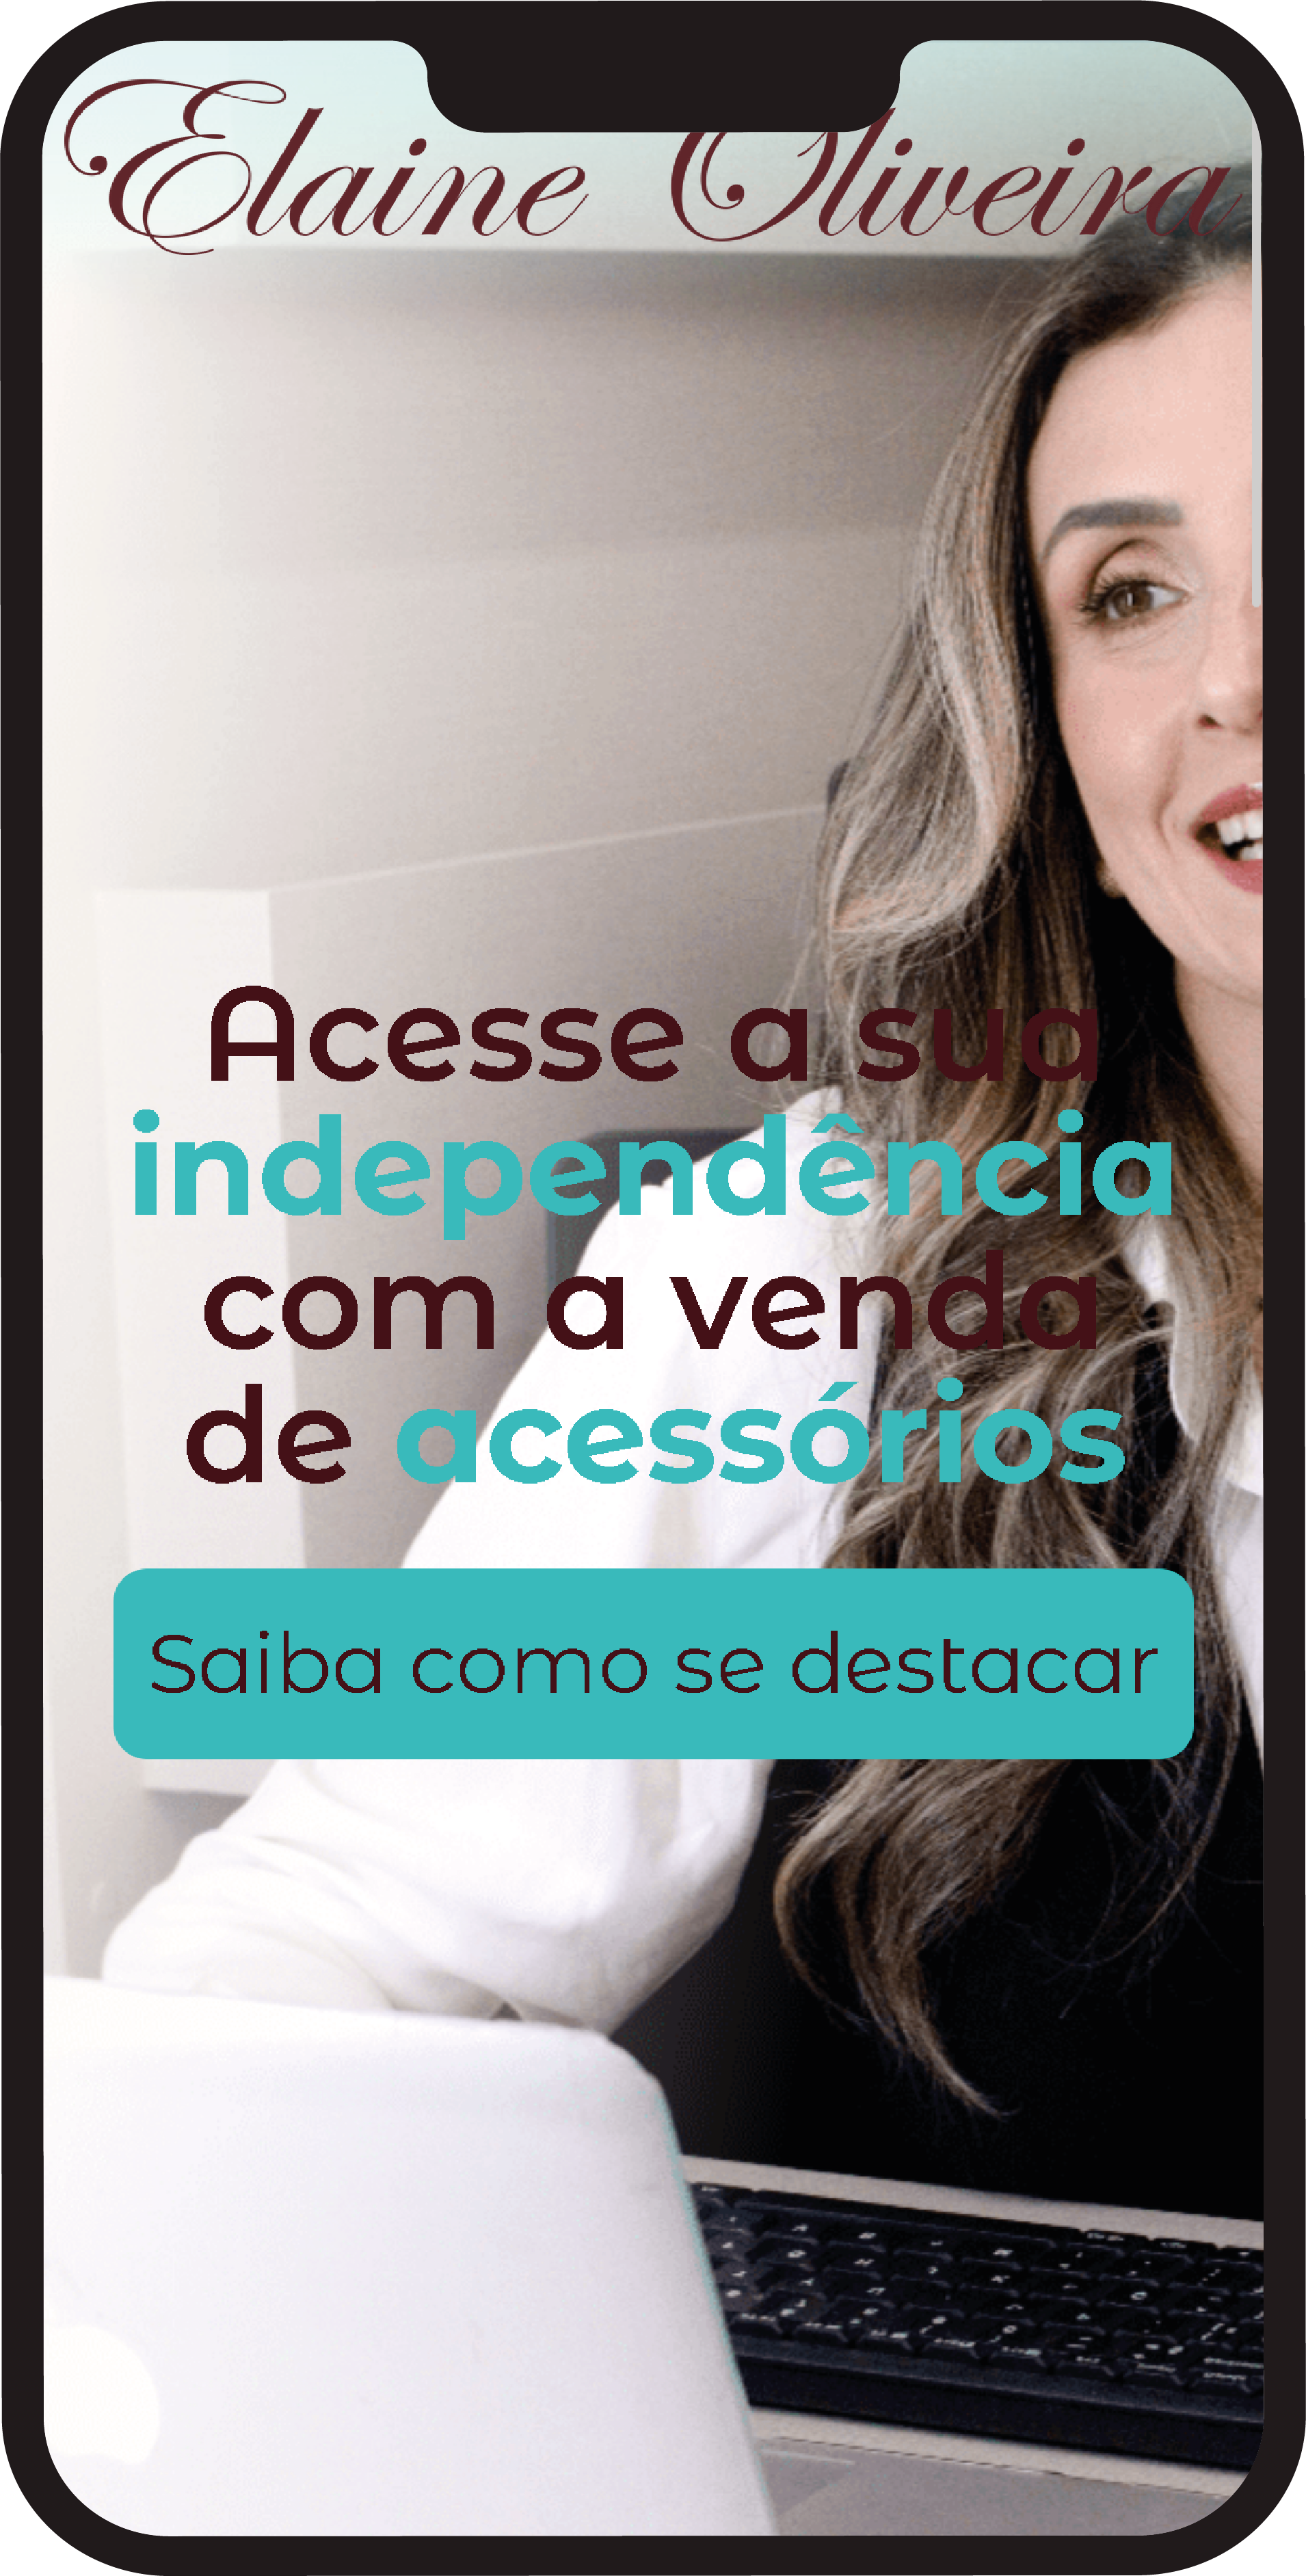 Elaine Oliveira
Acesse a sua
independência
com a venda
de acessórios
Saiba como se destacar